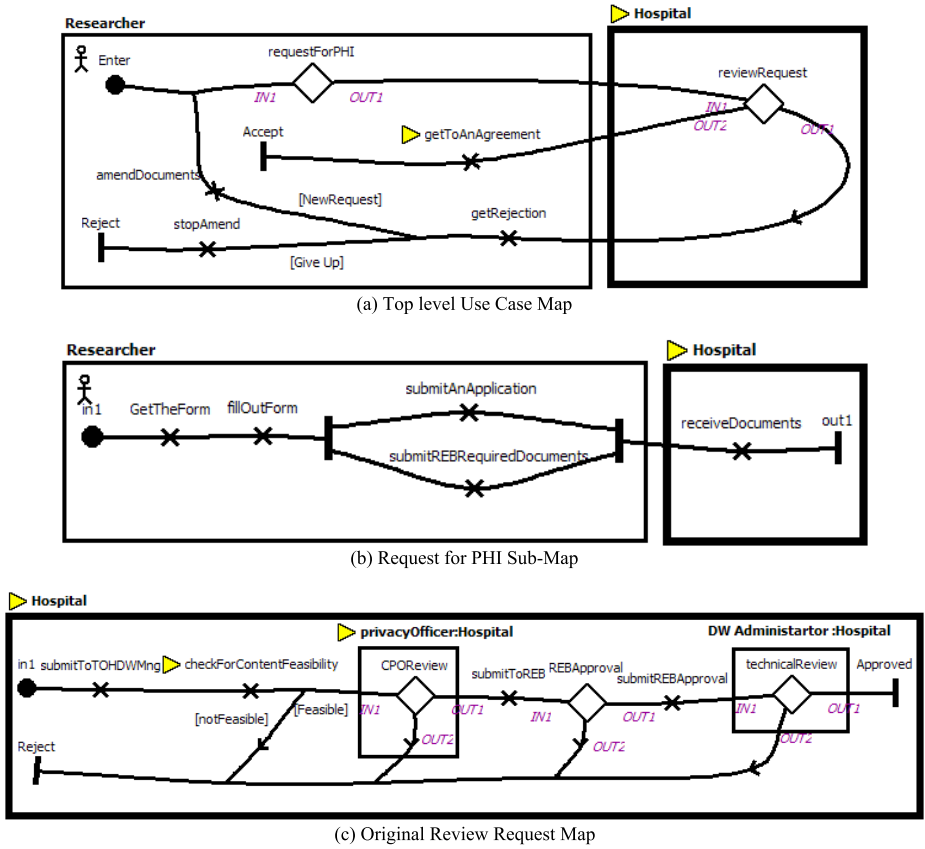 Researcher
Hospital
Enter
requestForPHI
reviewRequest
IN1
OUT1
IN1
OUT2
OUT1
Accept
getToAnAgreement
amendDocuments
[NewRequest]
Reject
stopAmend
getRejection
[Give Up]
(a) Top level Use Case Map
Researcher
Hospital
in1
GetTheForm
fillOutForm
submitAnApplication
submitREBRequiredDocuments
receiveDocuments
out1
(b) Request for PHI Sub-Map
Hospital
privacyOfficer:Hospital
DW Administartor :Hospital
in1
submitToTOHDWMng
checkForContentFeasibility
CPOReview
submitToREB
REBApproval
submitREBApproval
technicalReview
Approved
[notFeasible]
[Feasible]
IN1
OUT1
OUT2
IN1
OUT1
OUT2
IN1
OUT1
OUT2
Reject
(c) Original Review Request Map